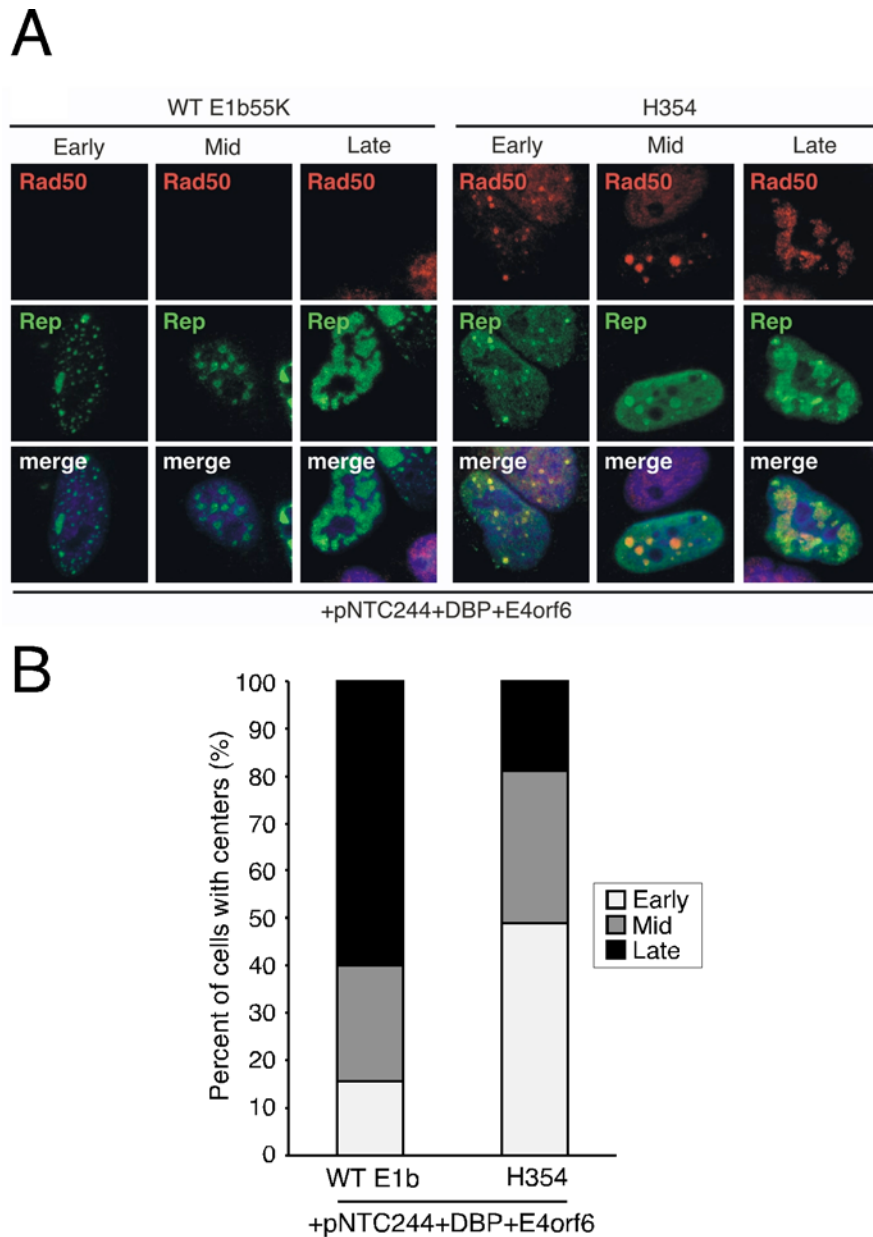 A
WT E1b55K H354
Early Mid Late Early Mid Late
Rad50 Rad50 Rad50 Rad50 Rad50 Rad50
Rep Rep Rep Rep Rep Rep
merge merge merge merge merge merge
+pNTC244+DBP+E4orf6
B
Percent of cells with centers (%)
100
90
80
70
60
50
40
30
20
10
0
Early
Mid
Late
WT E1b H354
+pNTC244+DBP+E4orf6